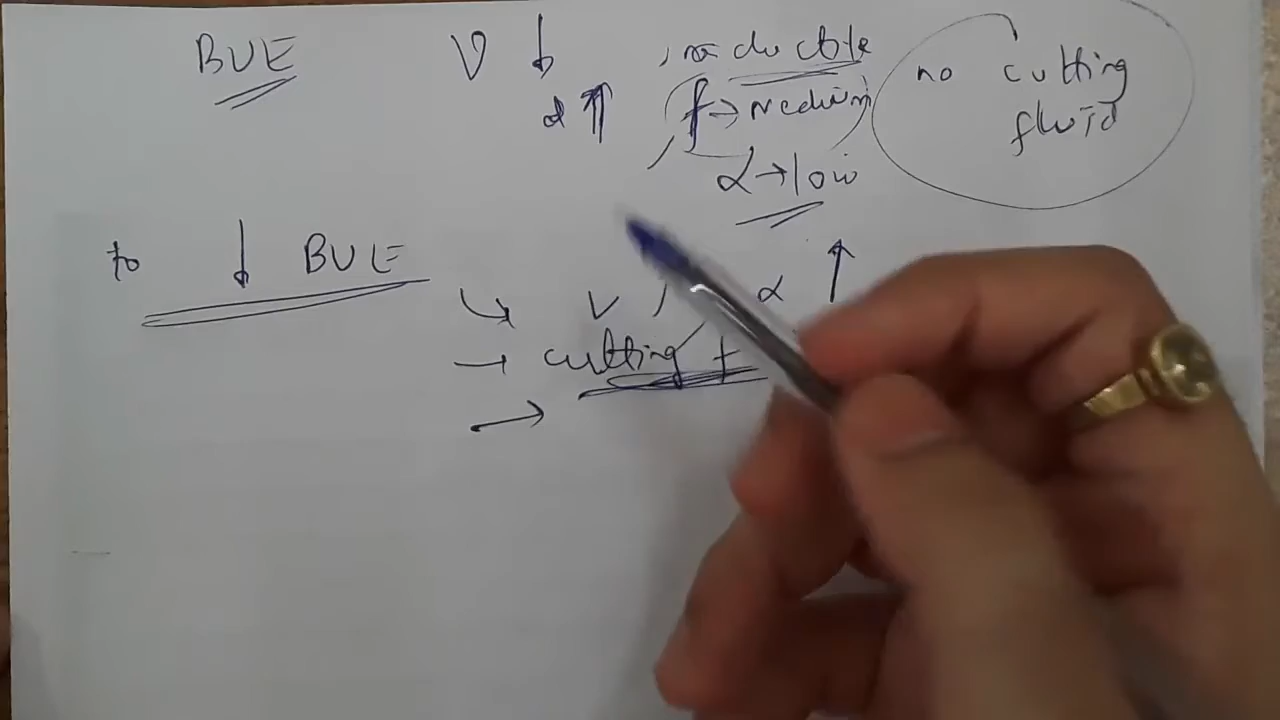 BUE V ↓ , ductile no cutting
d ↑ f → medium fluid
α → low
to ↓ BUE
↳ V , α ↑
→ cutting f
→